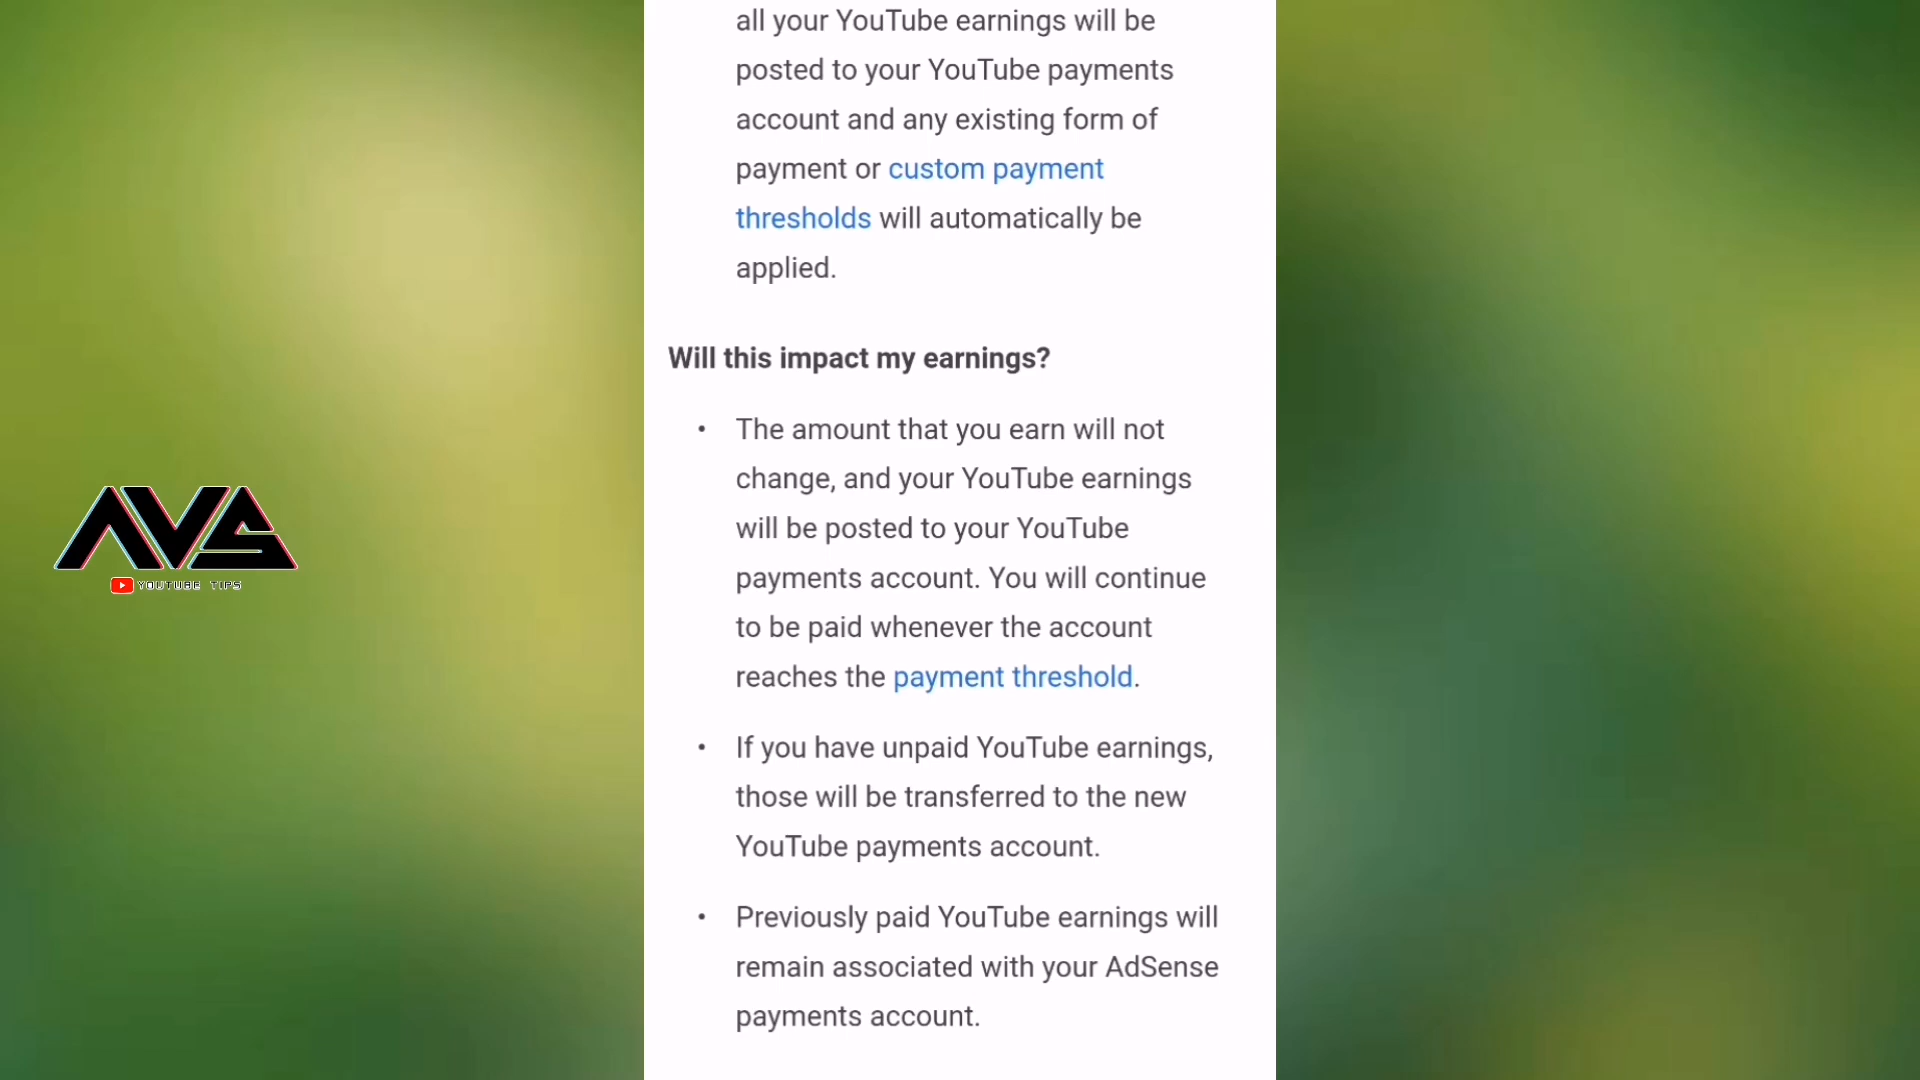 all your YouTube earnings will be
posted to your YouTube payments
account and any existing form of
payment or custom payment
thresholds will automatically be
applied.
Will this impact my earnings?
• The amount that you earn will not
change, and your YouTube earnings
will be posted to your YouTube
payments account. You will continue
to be paid whenever the account
reaches the payment threshold.
• If you have unpaid YouTube earnings,
those will be transferred to the new
YouTube payments account.
• Previously paid YouTube earnings will
remain associated with your AdSense
payments account.
AVS
YOUTUBE TIPS